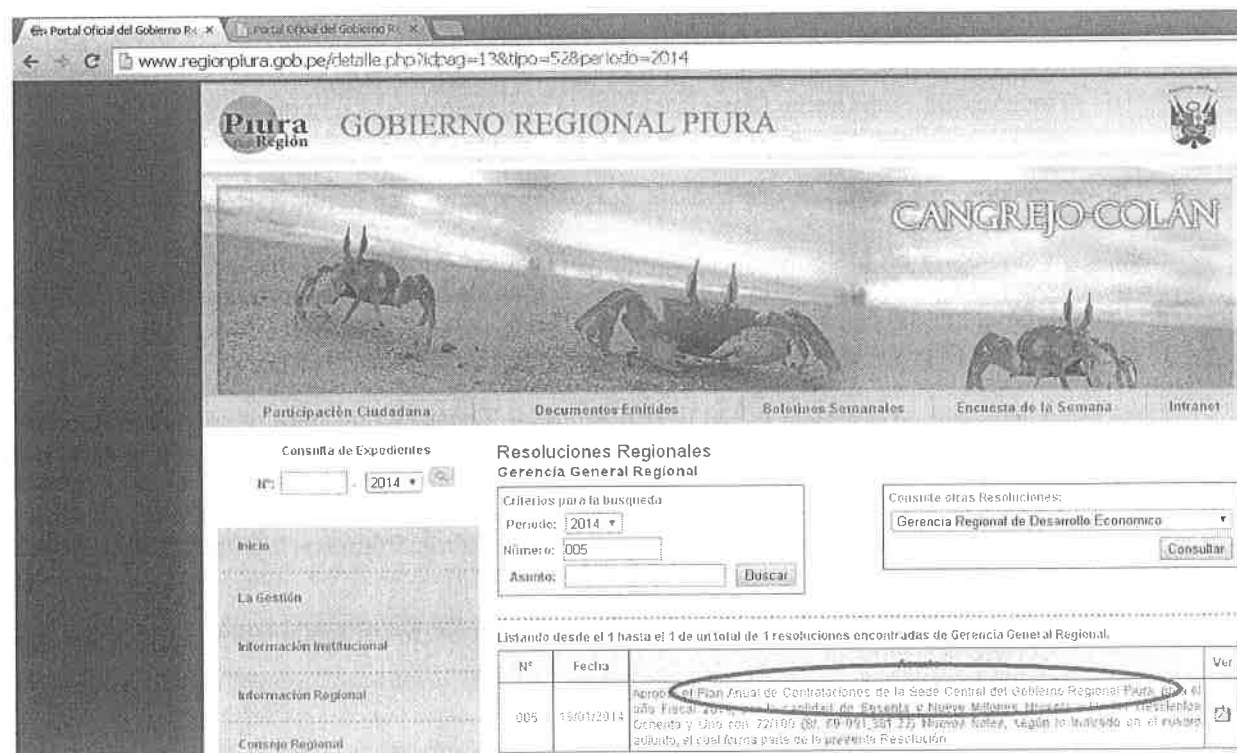 Portal Oficial del Gobierno Re ×
Portal Oficial del Gobierno Re ×
www.regionpiura.gob.pe/detalle.php?idpag=13&tipo=52&periodo=2014
Piura
Región
GOBIERNO REGIONAL PIURA
CANGREJO-COLÁN
Participación Ciudadana Documentos Emitidos Boletines Semanales Encuesta de la Semana Intranet
Consulta de Expedientes
Nº: - 2014
Inicio
La Gestión
Información Institucional
Información Regional
Consejo Regional
Resoluciones Regionales
Gerencia General Regional
Criterios para la busqueda
Periodo: 2014
Número: 005
Asunto: Buscar
Consulte otras Resoluciones:
Gerencia Regional de Desarrollo Economico
Consultar
Listando desde el 1 hasta el 1 de un total de 1 resoluciones encontradas de Gerencia General Regional.
Nº Fecha Asunto Ver
005 /01/2014
Aprobar el Plan Anual de Contrataciones de la Sede Central del Gobierno Regional Piura, para el
año Fiscal por la cantidad de Sesenta y Nueve Millones
Ochenta y Uno con 72/100 Nuevos Soles, según lo indicado en el
adjunto, el cual forma parte de la presente Resolución